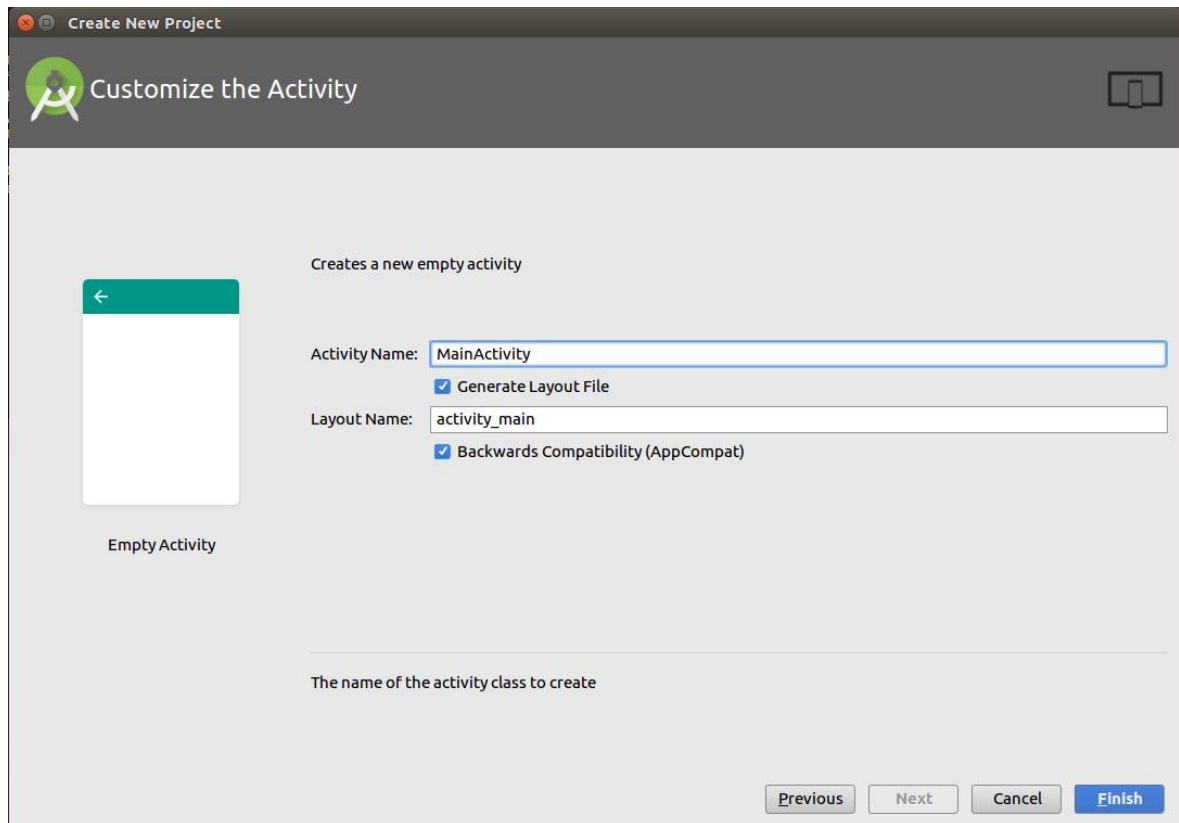 Create New Project
Customize the Activity
Creates a new empty activity
Activity Name: MainActivity
Generate Layout File
Layout Name: activity_main
Backwards Compatibility (AppCompat)
Empty Activity
The name of the activity class to create
Previous Next Cancel Finish